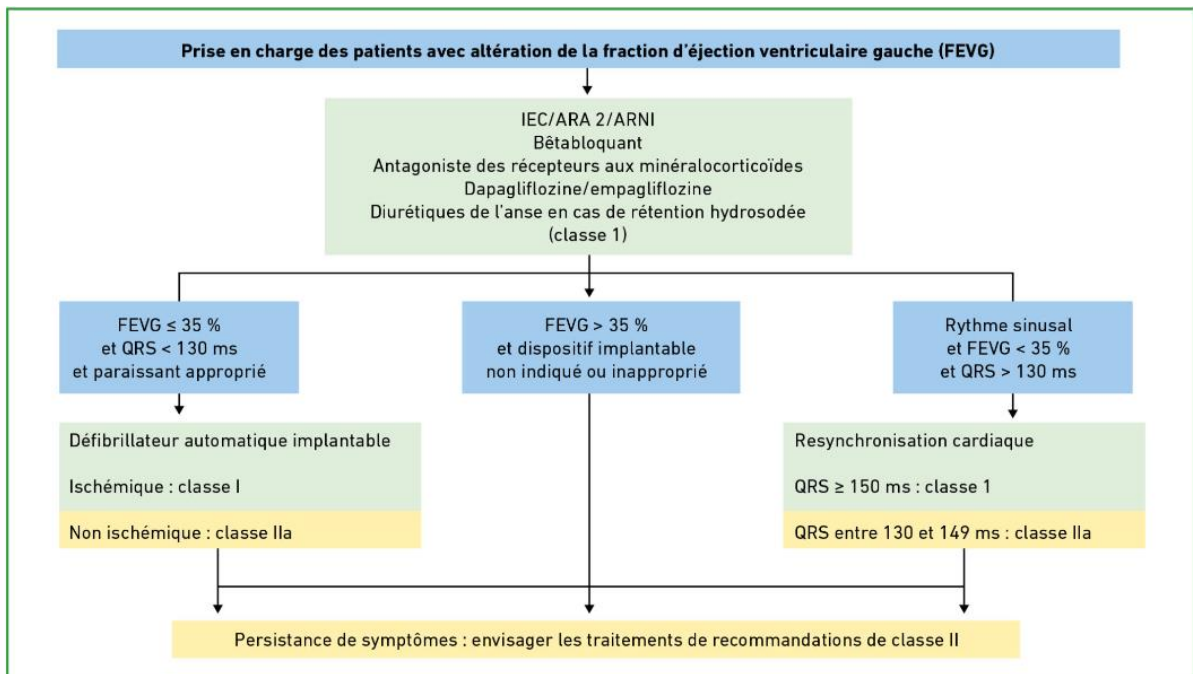 Prise en charge des patients avec altération de la fraction d'éjection ventriculaire gauche (FEVG)
IEC/ARA 2/ARNI
Bêtabloquant
Antagoniste des récepteurs aux minéralocorticoïdes
Dapagliflozine/empagliflozine
Diurétiques de l'anse en cas de rétention hydrosodée
(classe 1)
FEVG ≤ 35 %
et QRS < 130 ms
et paraissant approprié
FEVG > 35 %
et dispositif implantable
non indiqué ou inapproprié
Rythme sinusal
et FEVG < 35 %
et QRS > 130 ms
Défibrillateur automatique implantable
Ischémique : classe I
Non ischémique : classe IIa
Resynchronisation cardiaque
QRS ≥ 150 ms : classe 1
QRS entre 130 et 149 ms : classe IIa
Persistance de symptômes : envisager les traitements de recommandations de classe II